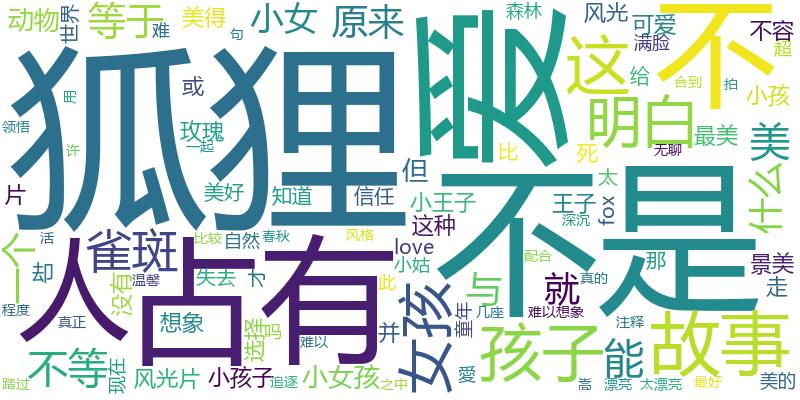 动物
世界
等于
难
美得
句
小女
原来
森林
风光
可爱
满脸
不容
超
狐狸
爱
不
这
给
合到
拍
小孩
用
或
领悟
许
玫瑰
一起
明白
最美
无聊
美
比
死
片
美好
知道
信任
但
小王子
王子
太
深沉
fox
什么
不是
人
占有
一个
活
却
雀斑
比较
自然
春秋
风格
这种
love
小姑
才
此
与
就
配合
真的
那
景美
走
没有
温馨
失去
女孩
童年
几座
难以想象
程度
真正
想象
选择
吗
并
难以
愛
孩子
能
注释
故事
不等
现在
踏过
风光片
小孩子
追逐
小女孩
之中
嵩
漂亮
太漂亮
最好
美的